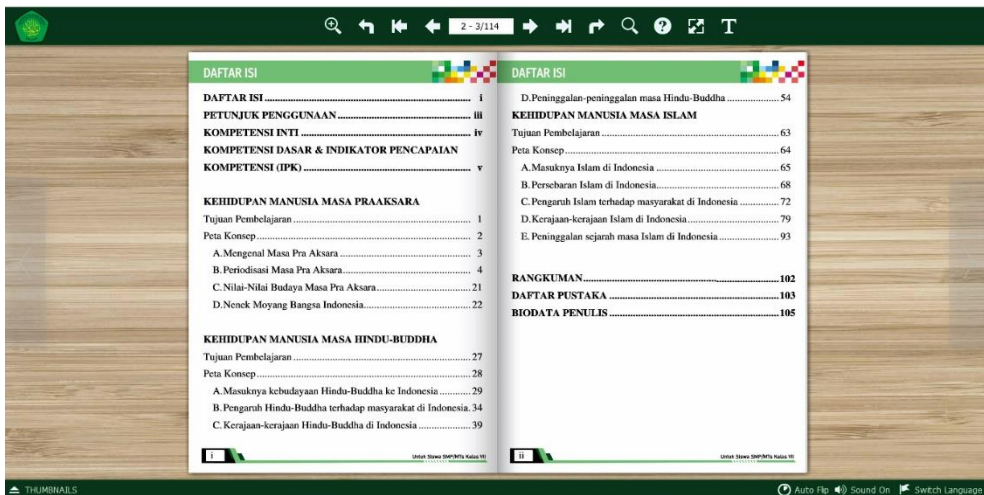 2 - 3/114
T
DAFTAR ISI
DAFTAR ISI ........ i
PETUNJUK PENGGUNAAN ........ iii
KOMPETENSI INTI ........ iv
KOMPETENSI DASAR & INDIKATOR PENCAPAIAN
KOMPETENSI (IPK) ........ v
KEHIDUPAN MANUSIA MASA PRAAKSARA
Tujuan Pembelajaran ........ 1
Peta Konsep ........ 2
A.Mengenal Masa Pra Aksara ........ 3
B.Periodisasi Masa Pra Aksara ........ 4
C.Nilai-Nilai Budaya Masa Pra Aksara ........ 21
D.Nenek Moyang Bangsa Indonesia ........ 22
KEHIDUPAN MANUSIA MASA HINDU-BUDDHA
Tujuan Pembelajaran ........ 27
Peta Konsep ........ 28
A.Masuknya kebudayaan Hindu-Buddha ke Indonesia ........ 29
B.Pengaruh Hindu-Buddha terhadap masyarakat di Indonesia. 34
C.Kerajaan-kerajaan Hindu-Buddha di Indonesia ........ 39
i
Untuk Siswa SMP/MTs Kelas VII
DAFTAR ISI
D.Peninggalan-peninggalan masa Hindu-Buddha ........ 54
KEHIDUPAN MANUSIA MASA ISLAM
Tujuan Pembelajaran ........ 63
Peta Konsep ........ 64
A.Masuknya Islam di Indonesia ........ 65
B.Persebaran Islam di Indonesia ........ 68
C.Pengaruh Islam terhadap masyarakat di Indonesia ........ 72
D.Kerajaan-kerajaan Islam di Indonesia ........ 79
E.Peninggalan sejarah masa Islam di Indonesia ........ 93
RANGKUMAN ........ 102
DAFTAR PUSTAKA ........ 103
BIODATA PENULIS ........ 105
ii
Untuk Siswa SMP/MTs Kelas VII
THUMBNAILS
Auto Flip Sound On Switch Language